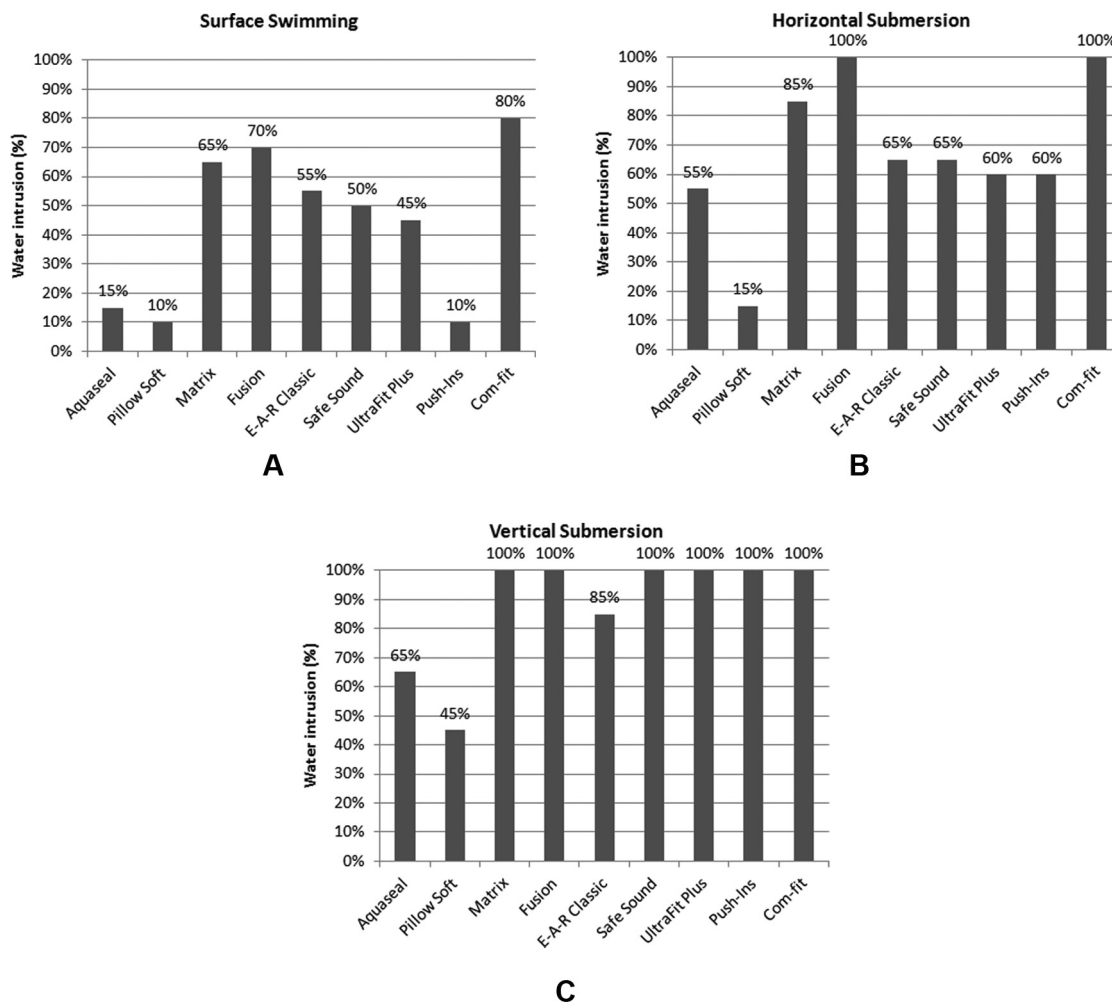 Surface Swimming
Water intrusion (%)
100%
90%
80%
70%
60%
50%
40%
30%
20%
10%
0%
15%
10%
65%
70%
55%
50%
45%
10%
80%
Aquaseal
Pillow Soft
Matrix
Fusion
E-A-R Classic
Safe Sound
UltraFit Plus
Push-Ins
Com-fit
A
Horizontal Submersion
Water intrusion (%)
100%
90%
80%
70%
60%
50%
40%
30%
20%
10%
0%
55%
15%
85%
100%
65%
65%
60%
60%
100%
Aquaseal
Pillow Soft
Matrix
Fusion
E-A-R Classic
Safe Sound
UltraFit Plus
Push-Ins
Com-fit
B
Vertical Submersion
Water intrusion (%)
100%
90%
80%
70%
60%
50%
40%
30%
20%
10%
0%
65%
45%
100%
100%
85%
100%
100%
100%
100%
Aquaseal
Pillow Soft
Matrix
Fusion
E-A-R Classic
Safe Sound
UltraFit Plus
Push-Ins
Com-fit
C